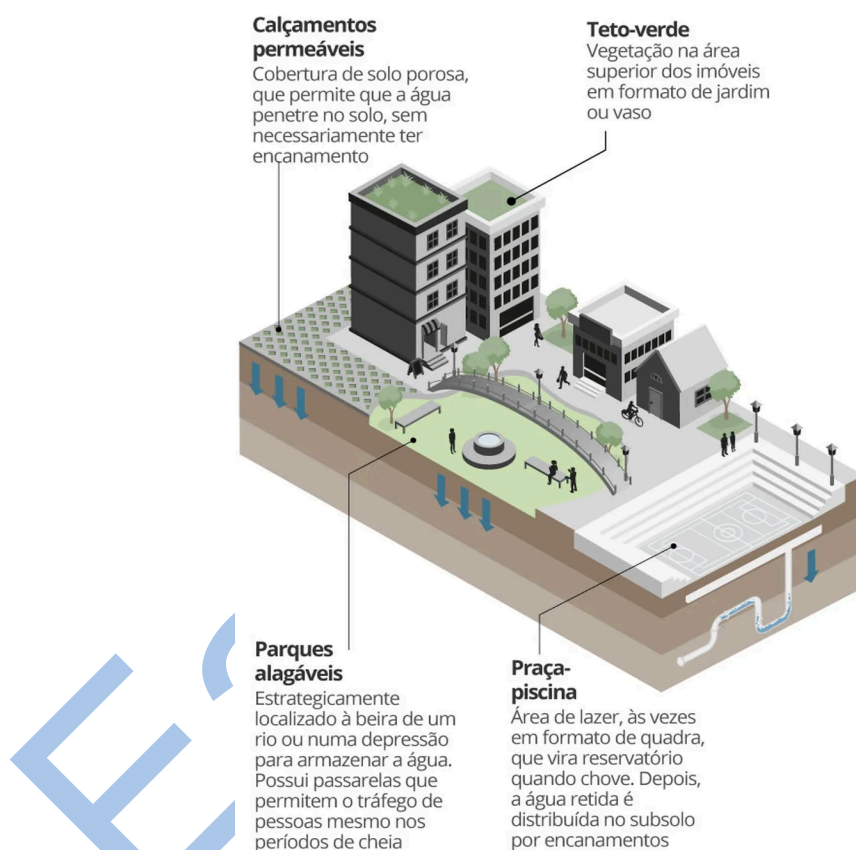 Calçamentos
permeáveis
Cobertura de solo porosa,
que permite que a água
penetre no solo, sem
necessariamente ter
encanamento
Teto-verde
Vegetação na área
superior dos imóveis
em formato de jardim
ou vaso
Parques
alagáveis
Estrategicamente
localizado à beira de um
rio ou numa depressão
para armazenar a água.
Possui passarelas que
permitem o tráfego de
pessoas mesmo nos
períodos de cheia
Praça-
piscina
Área de lazer, às vezes
em formato de quadra,
que vira reservatório
quando chove. Depois,
a água retida é
distribuída no subsolo
por encanamentos